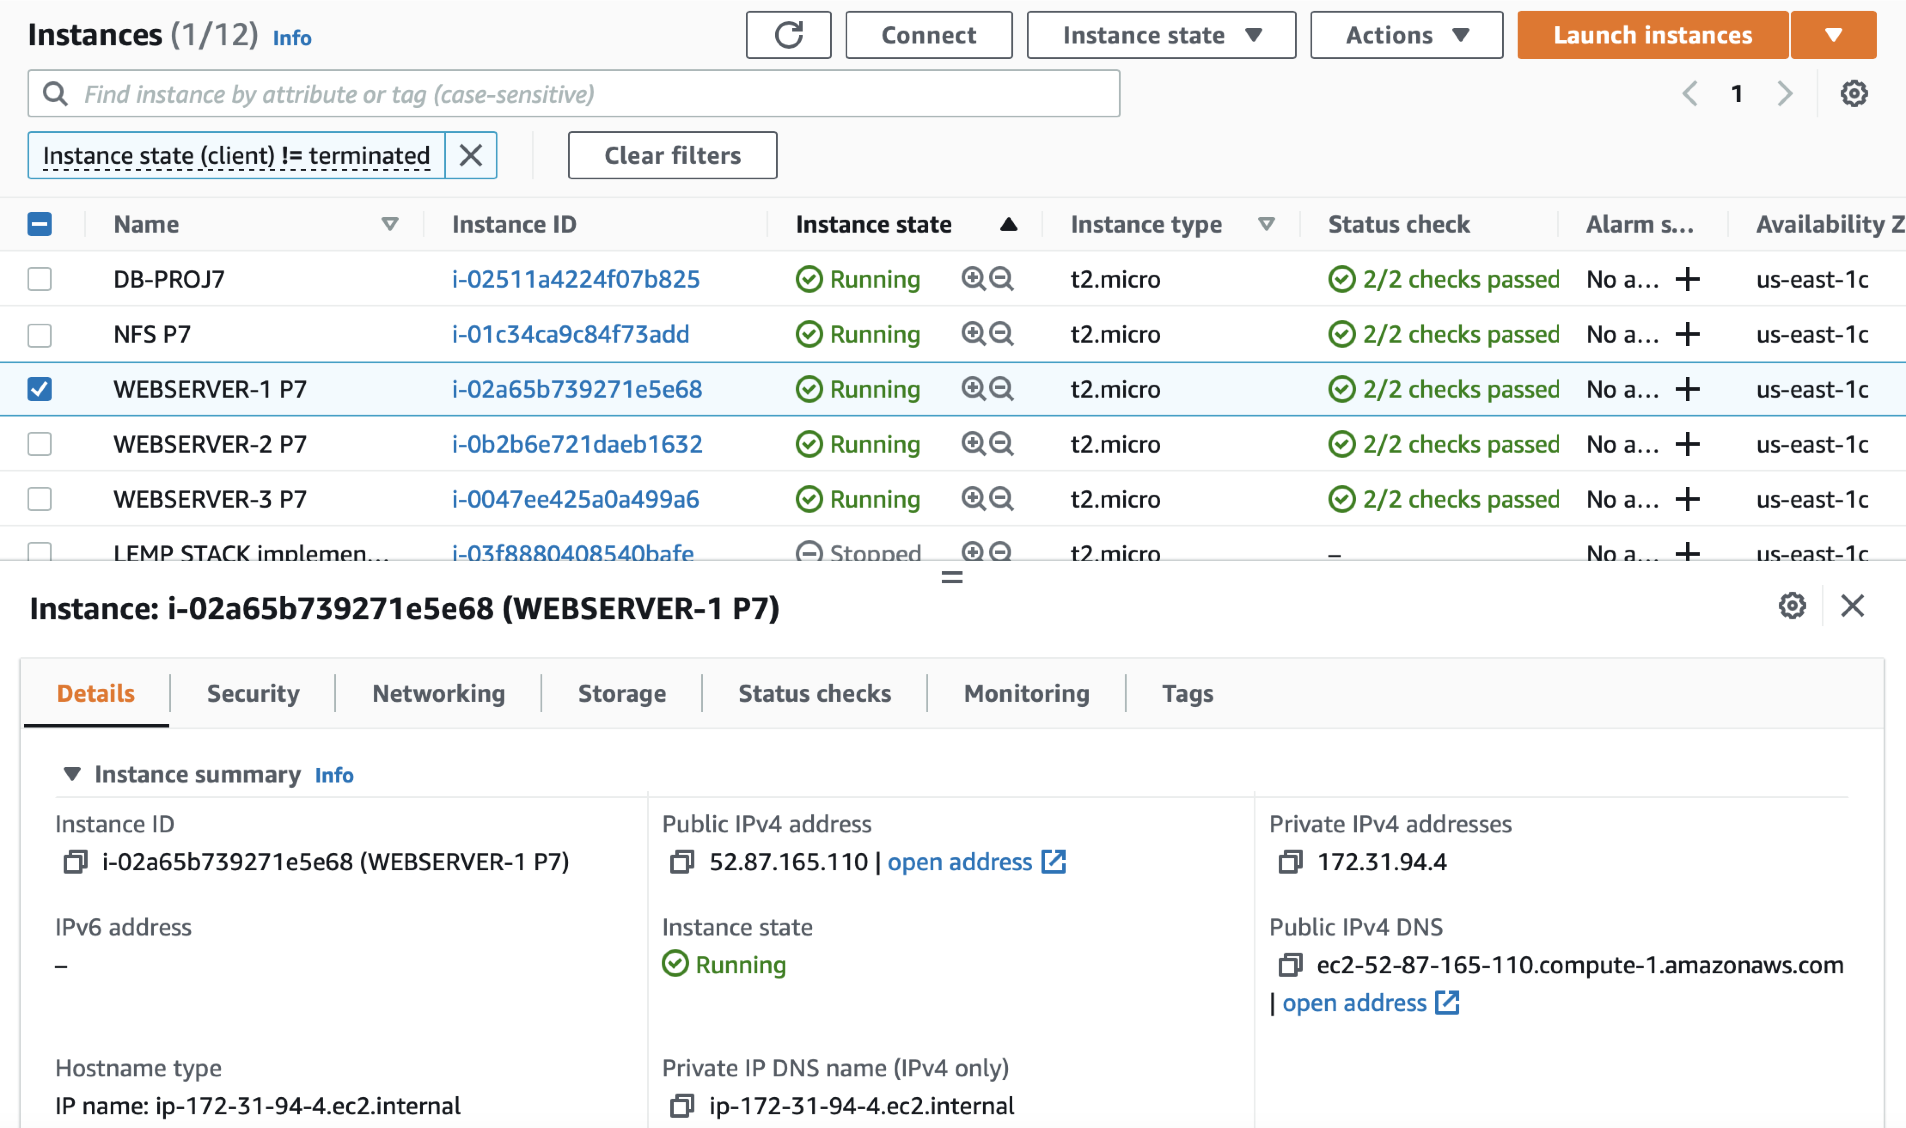 Instances (1/12) Info Connect Instance state Actions Launch instances
Find instance by attribute or tag (case-sensitive) 1
Instance state (client) != terminated Clear filters
Name Instance ID Instance state Instance type Status check Alarm s... Availability Z
DB-PROJ7 i-02511a4224f07b825 Running t2.micro 2/2 checks passed No a... us-east-1c
NFS P7 i-01c34ca9c84f73add Running t2.micro 2/2 checks passed No a... us-east-1c
WEBSERVER-1 P7 i-02a65b739271e5e68 Running t2.micro 2/2 checks passed No a... us-east-1c
WEBSERVER-2 P7 i-0b2b6e721daeb1632 Running t2.micro 2/2 checks passed No a... us-east-1c
WEBSERVER-3 P7 i-0047ee425a0a499a6 Running t2.micro 2/2 checks passed No a... us-east-1c
LEMP STACK implemen... i-03f8880408540bafe Stopped t2.micro – No a... us-east-1c
Instance: i-02a65b739271e5e68 (WEBSERVER-1 P7)
Details Security Networking Storage Status checks Monitoring Tags
Instance summary Info
Instance ID Public IPv4 address Private IPv4 addresses
i-02a65b739271e5e68 (WEBSERVER-1 P7) 52.87.165.110 | open address 172.31.94.4
IPv6 address Instance state Public IPv4 DNS
– Running ec2-52-87-165-110.compute-1.amazonaws.com
| open address
Hostname type Private IP DNS name (IPv4 only)
IP name: ip-172-31-94-4.ec2.internal ip-172-31-94-4.ec2.internal